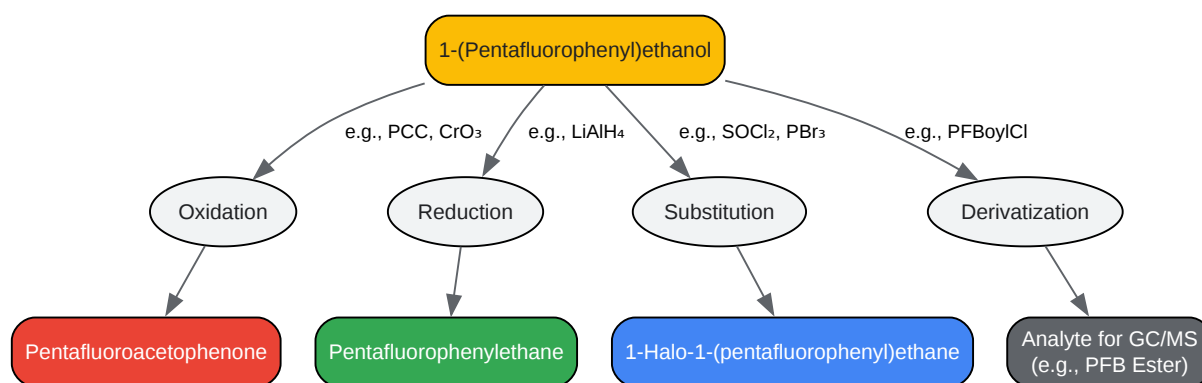 1-(Pentafluorophenyl)ethanol
e.g., PCC, CrO₃
e.g., LiAlH₄
e.g., SOCl₂, PBr₃
e.g., PFBoylCl
Oxidation
Reduction
Substitution
Derivatization
Pentafluoroacetophenone
Pentafluorophenylethane
1-Halo-1-(pentafluorophenyl)ethane
Analyte for GC/MS
(e.g., PFB Ester)